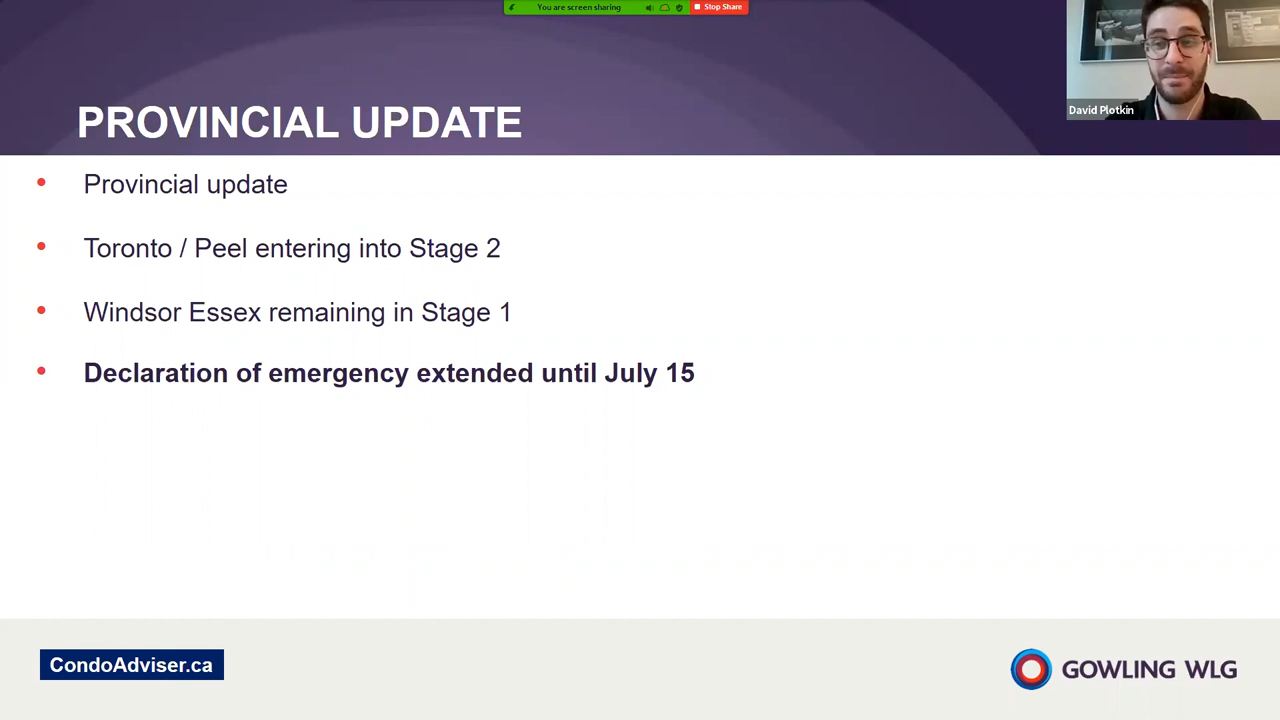 You are screen sharing
Stop Share
David Plotkin
PROVINCIAL UPDATE
• Provincial update
• Toronto / Peel entering into Stage 2
• Windsor Essex remaining in Stage 1
• Declaration of emergency extended until July 15
CondoAdviser.ca
GOWLING WLG